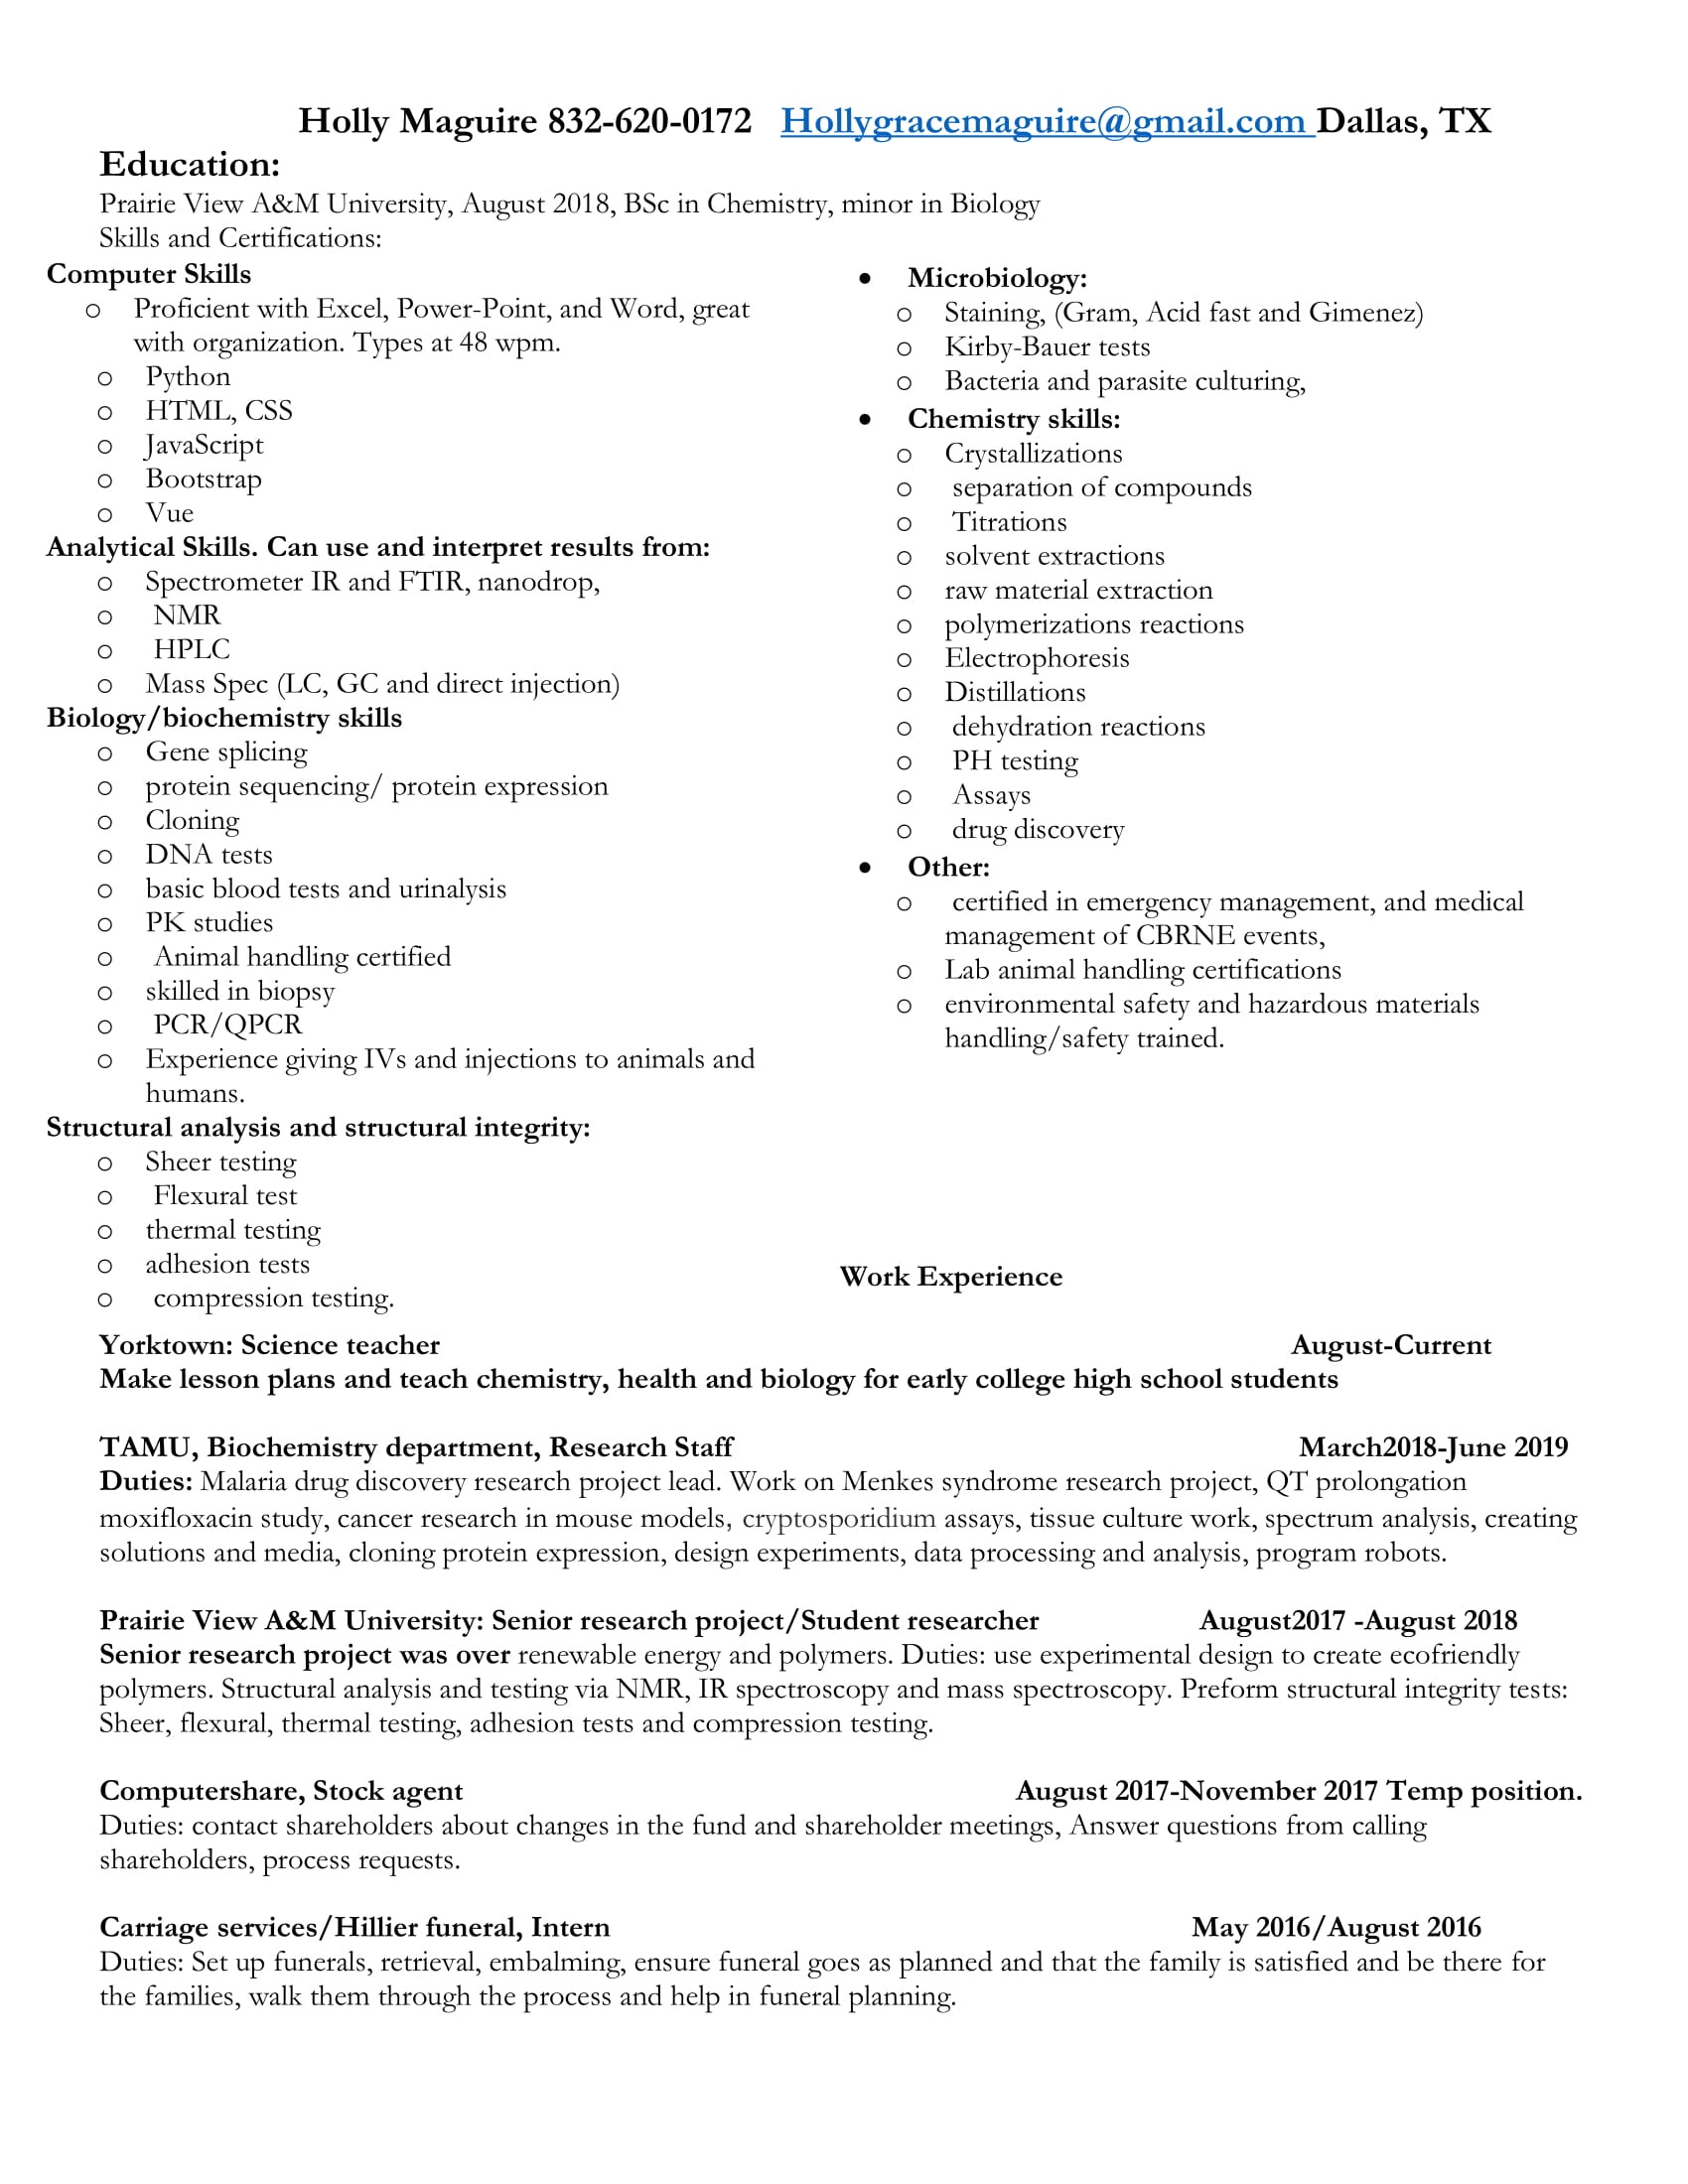 Holly Maguire 832-620-0172 Hollygracemaguire@gmail.com Dallas, TX
Education:
Prairie View A&M University, August 2018, BSc in Chemistry, minor in Biology
Skills and Certifications:
Computer Skills
o Proficient with Excel, Power-Point, and Word, great
with organization. Types at 48 wpm.
o Python
o HTML, CSS
o JavaScript
o Bootstrap
o Vue
Analytical Skills. Can use and interpret results from:
o Spectrometer IR and FTIR, nanodrop,
o NMR
o HPLC
o Mass Spec (LC, GC and direct injection)
Biology/biochemistry skills
o Gene splicing
o protein sequencing/ protein expression
o Cloning
o DNA tests
o basic blood tests and urinalysis
o PK studies
o Animal handling certified
o skilled in biopsy
o PCR/QPCR
o Experience giving IVs and injections to animals and
humans.
Structural analysis and structural integrity:
o Sheer testing
o Flexural test
o thermal testing
o adhesion tests
o compression testing.
• Microbiology:
o Staining, (Gram, Acid fast and Gimenez)
o Kirby-Bauer tests
o Bacteria and parasite culturing,
• Chemistry skills:
o Crystallizations
o separation of compounds
o Titrations
o solvent extractions
o raw material extraction
o polymerizations reactions
o Electrophoresis
o Distillations
o dehydration reactions
o PH testing
o Assays
o drug discovery
• Other:
o certified in emergency management, and medical
management of CBRNE events,
o Lab animal handling certifications
o environmental safety and hazardous materials
handling/safety trained.
Work Experience
Yorktown: Science teacher August-Current
Make lesson plans and teach chemistry, health and biology for early college high school students
TAMU, Biochemistry department, Research Staff March2018-June 2019
Duties: Malaria drug discovery research project lead. Work on Menkes syndrome research project, QT prolongation
moxifloxacin study, cancer research in mouse models, cryptosporidium assays, tissue culture work, spectrum analysis, creating
solutions and media, cloning protein expression, design experiments, data processing and analysis, program robots.
Prairie View A&M University: Senior research project/Student researcher August2017 -August 2018
Senior research project was over renewable energy and polymers. Duties: use experimental design to create ecofriendly
polymers. Structural analysis and testing via NMR, IR spectroscopy and mass spectroscopy. Preform structural integrity tests:
Sheer, flexural, thermal testing, adhesion tests and compression testing.
Computershare, Stock agent August 2017-November 2017 Temp position.
Duties: contact shareholders about changes in the fund and shareholder meetings, Answer questions from calling
shareholders, process requests.
Carriage services/Hillier funeral, Intern May 2016/August 2016
Duties: Set up funerals, retrieval, embalming, ensure funeral goes as planned and that the family is satisfied and be there for
the families, walk them through the process and help in funeral planning.